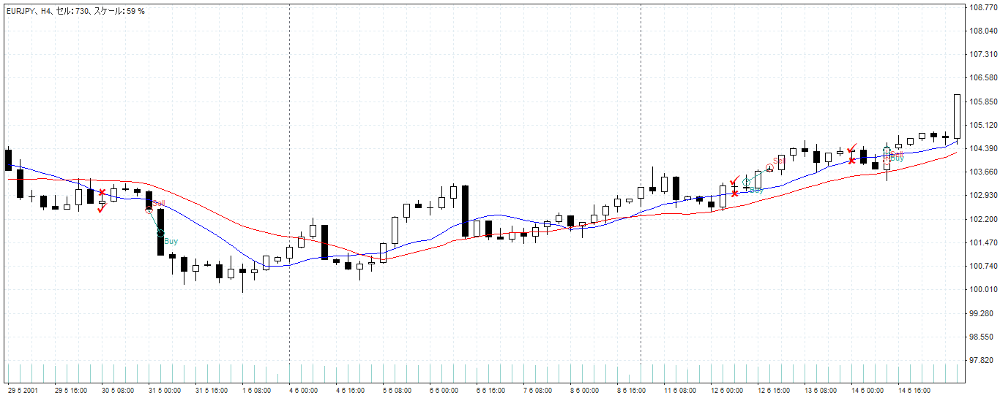 EURJPY、H4、セル: 730、スケール: 59 %
108.770
108.040
107.310
106.580
105.850
105.120
104.390
103.660
102.930
102.200
101.470
100.740
100.010
99.280
98.550
97.820
Sell
Buy
Buy
Sell
Sell
Buy
29 5 2001
29 5 16:00
30 5 08:00
31 5 00:00
31 5 16:00
1 6 08:00
4 6 00:00
4 6 16:00
5 6 08:00
6 6 00:00
6 6 16:00
7 6 08:00
8 6 00:00
8 6 16:00
11 6 08:00
12 6 00:00
12 6 16:00
13 6 08:00
14 6 00:00
14 6 16:00